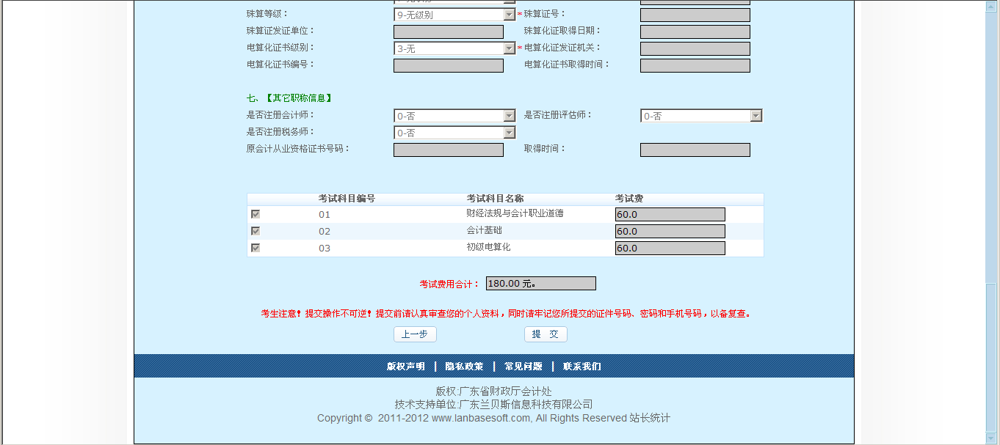 珠算等级： 9-无级别 * 珠算证号：
珠算证发证单位： 珠算化证取得日期：
电算化证书级别： 3-无 * 电算化证发证机关：
电算化证书编号： 电算化证书取得时间：
七、【其它职称信息】
是否注册会计师： 0-否 是否注册评估师： 0-否
是否注册税务师： 0-否
原会计从业资格证书号码： 取得时间：
考试科目编号 考试科目名称 考试费
01 财经法规与会计职业道德 60.0
02 会计基础 60.0
03 初级电算化 60.0
考试费用合计： 180.00 元。
考生注意！提交操作不可逆！提交前请认真审查您的个人资料，同时请牢记您所提交的证件号码、密码和手机号码，以备复查。
上一步 提 交
版权声明 | 隐私政策 | 常见问题 | 联系我们
版权:广东省财政厅会计处
技术支持单位:广东兰贝斯信息科技有限公司
Copyright © 2011-2012 www.lanbasesoft.com, All Rights Reserved 站长统计